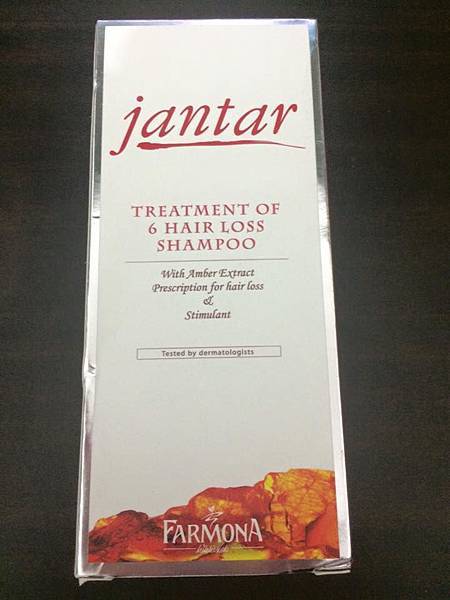 jantar
TREATMENT OF
6 HAIR LOSS
SHAMPOO
With Amber Extract
Prescription for hair loss
&
Stimulant
Tested by dermatologists
FARMONA